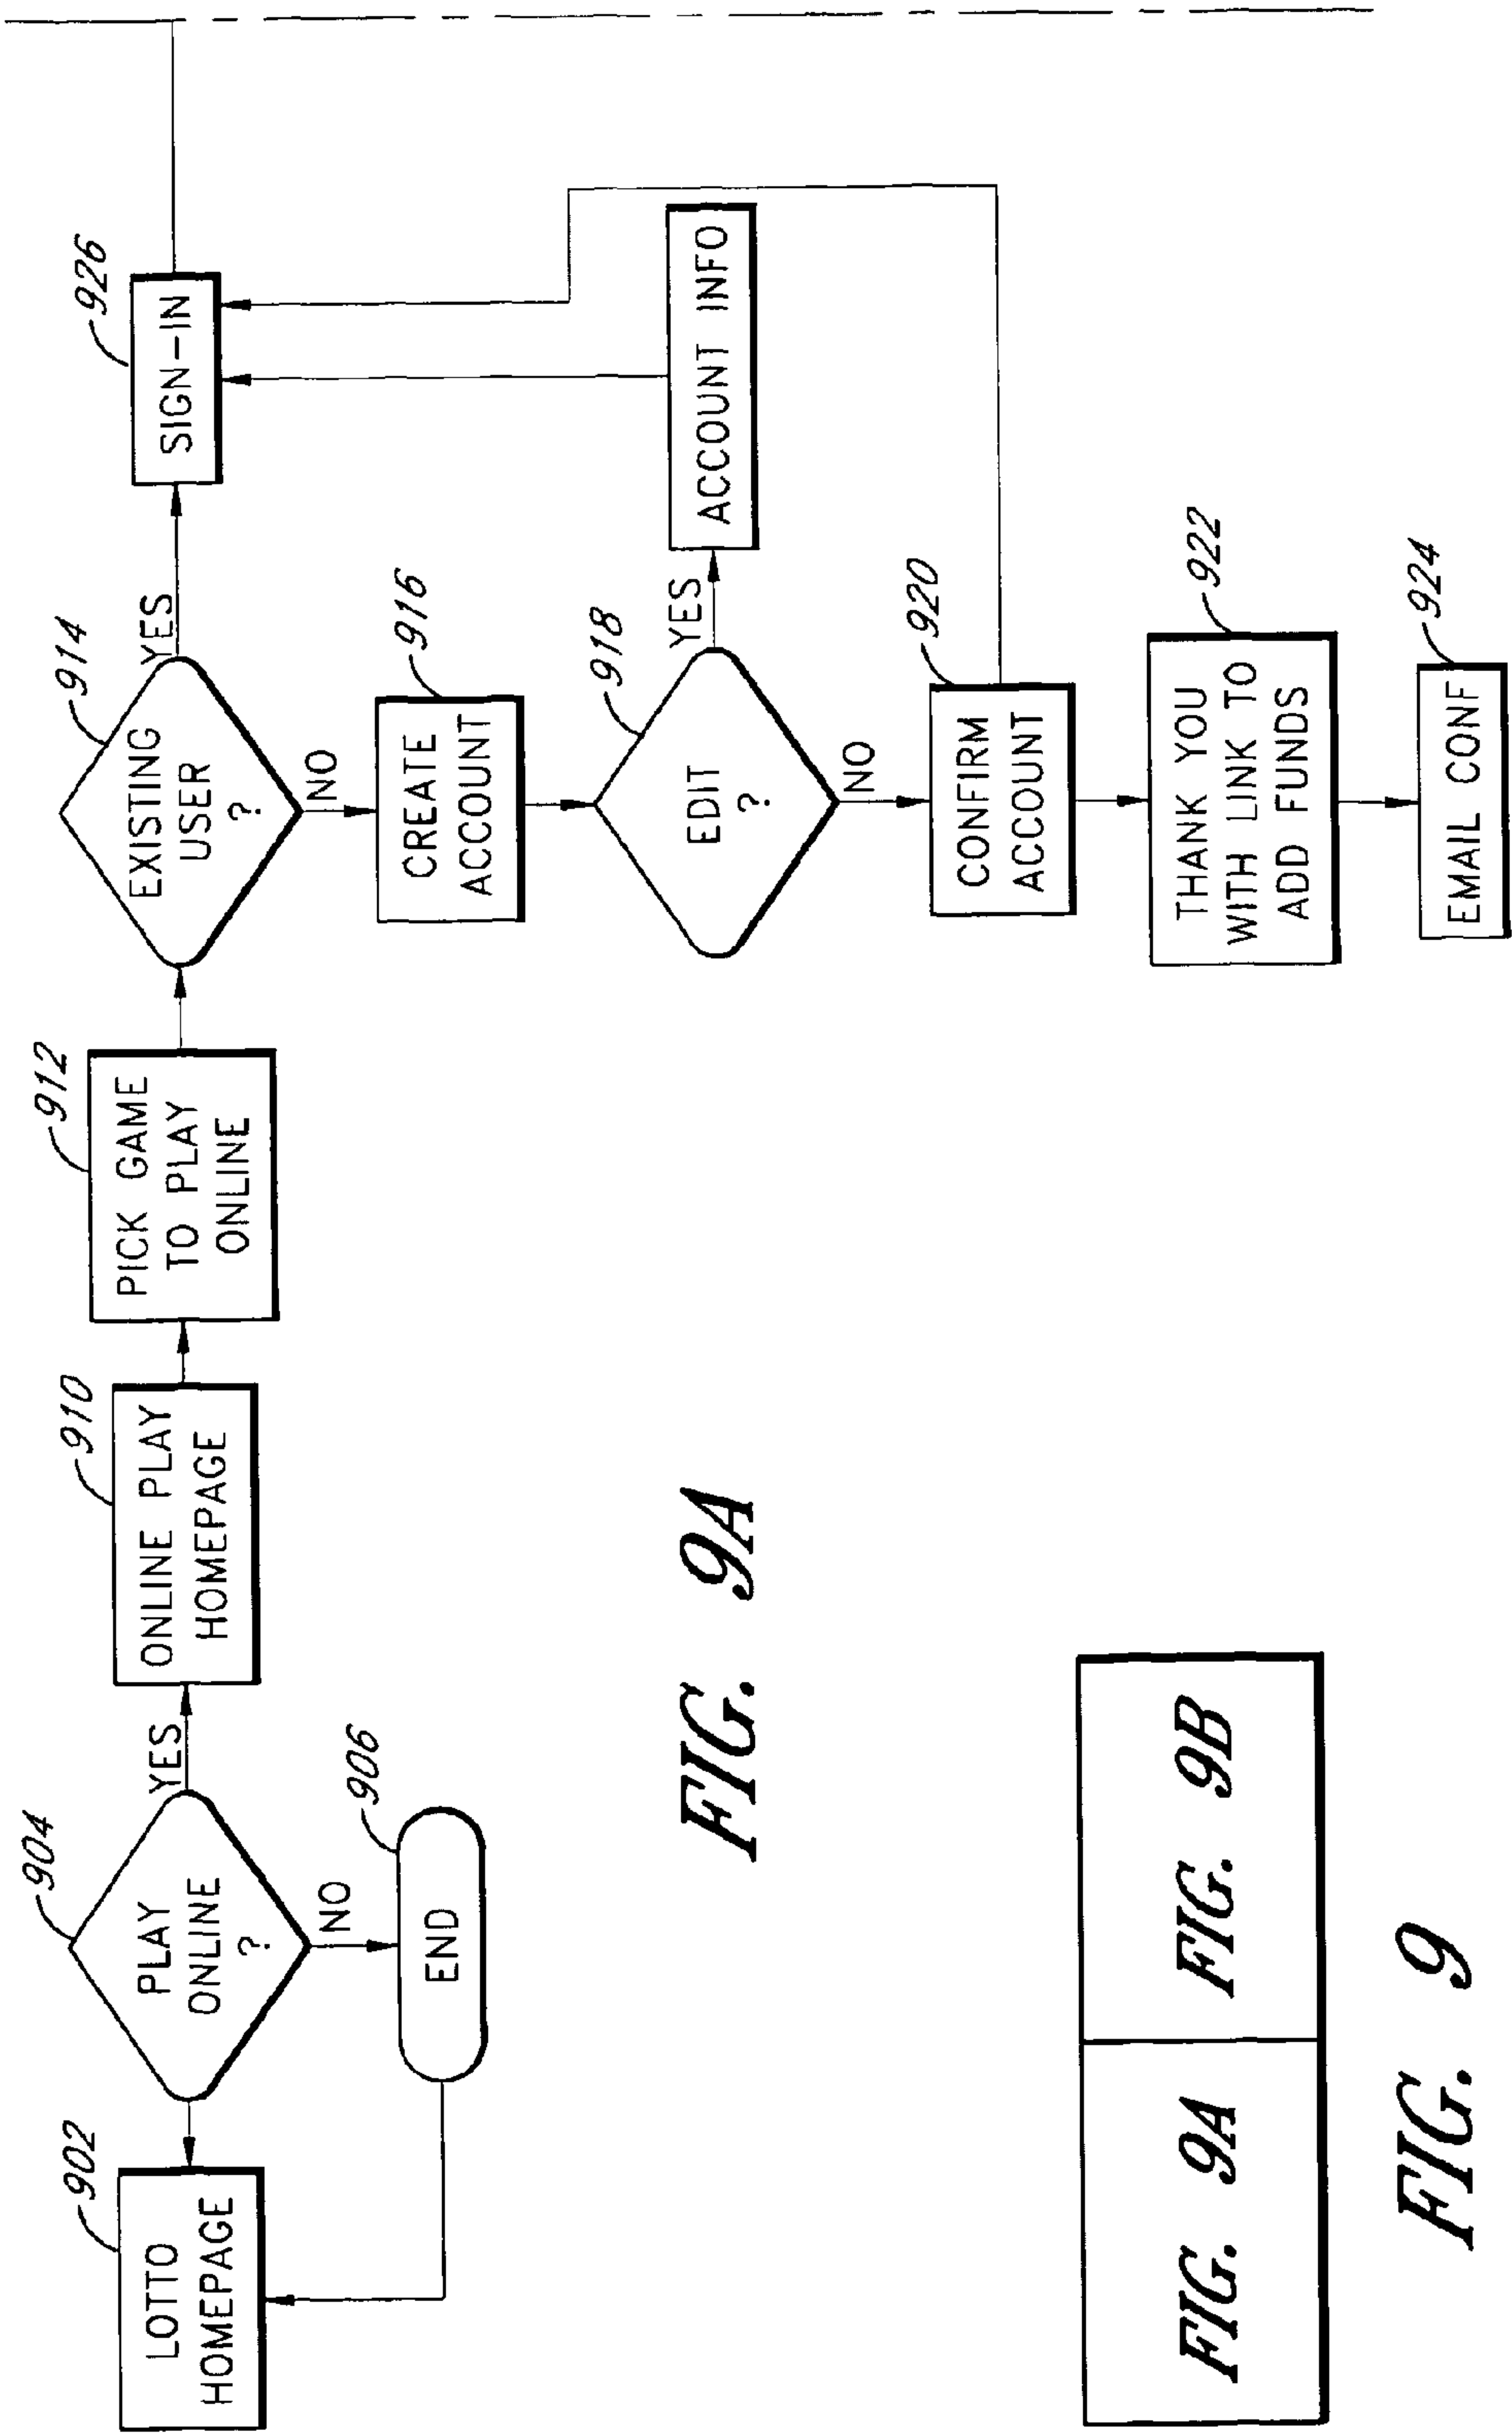 902
LOTTO
HOMEPAGE
904
PLAY
ONLINE
?
YES
NO
906
END
910
ONLINE PLAY
HOMEPAGE
912
PICK GAME
TO PLAY
ONLINE
914
EXISTING
USER
?
YES
NO
926
SIGN-IN
916
CREATE
ACCOUNT
918
EDIT
?
YES
NO
ACCOUNT INFO
920
CONFIRM
ACCOUNT
922
THANK YOU
WITH LINK TO
ADD FUNDS
924
EMAIL CONF
FIG. 9A
FIG. 9A
FIG. 9B
FIG. 9